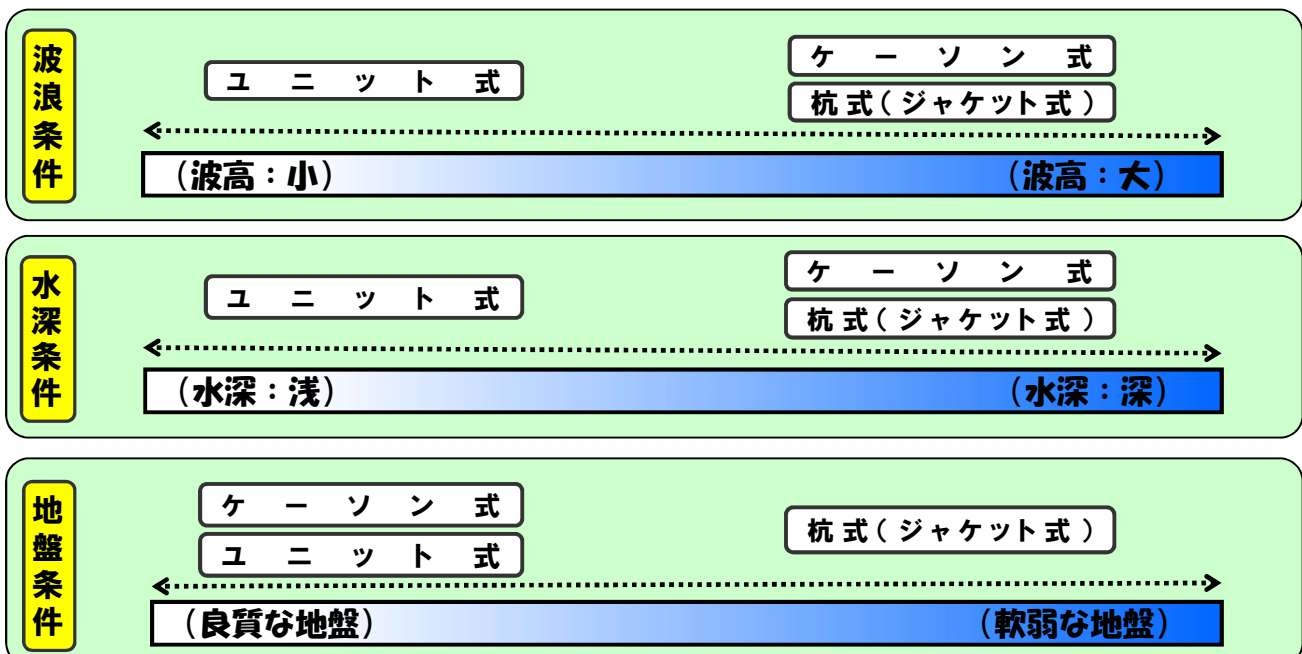 波浪条件
ユニット式
ケーソン式
杭式(ジャケット式)
(波高:小)
(波高:大)
水深条件
ユニット式
ケーソン式
杭式(ジャケット式)
(水深:浅)
(水深:深)
地盤条件
ケーソン式
ユニット式
杭式(ジャケット式)
(良質な地盤)
(軟弱な地盤)